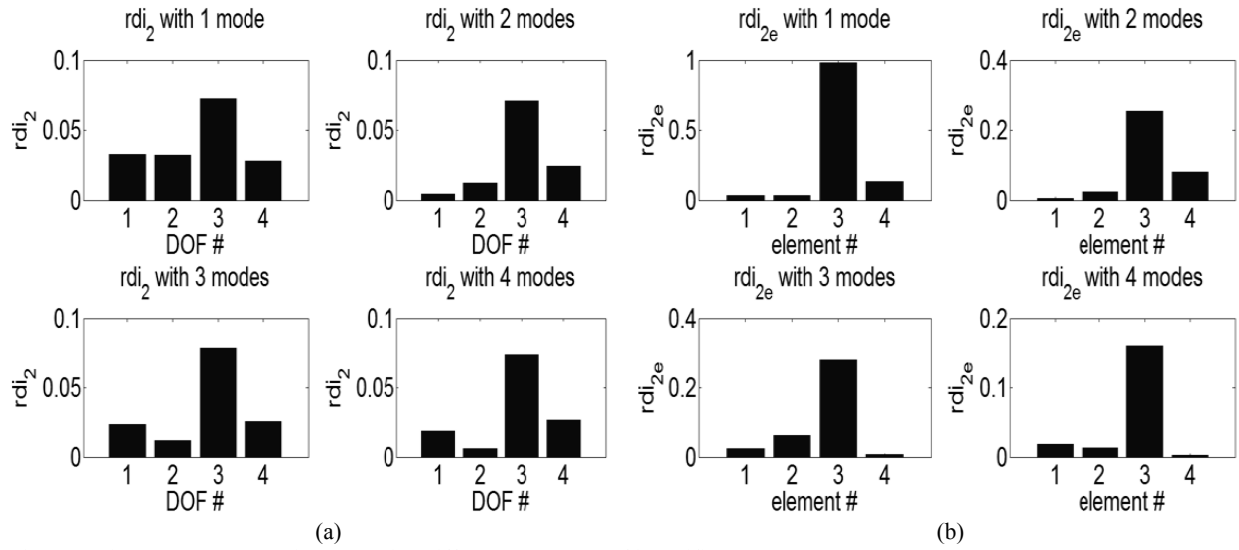 rdi₂ with 1 mode
rdi₂
0.1
0.05
0
1 2 3 4
DOF #
rdi₂ with 2 modes
rdi₂
0.1
0.05
0
1 2 3 4
DOF #
rdi₂ with 3 modes
rdi₂
0.1
0.05
0
1 2 3 4
DOF #
rdi₂ with 4 modes
rdi₂
0.1
0.05
0
1 2 3 4
DOF #
(a)
rdi₂ₑ with 1 mode
rdi₂ₑ
1
0.5
0
1 2 3 4
element #
rdi₂ₑ with 2 modes
rdi₂ₑ
0.4
0.2
0
1 2 3 4
element #
rdi₂ₑ with 3 modes
rdi₂ₑ
0.4
0.2
0
1 2 3 4
element #
rdi₂ₑ with 4 modes
rdi₂ₑ
0.2
0.1
0
1 2 3 4
element #
(b)